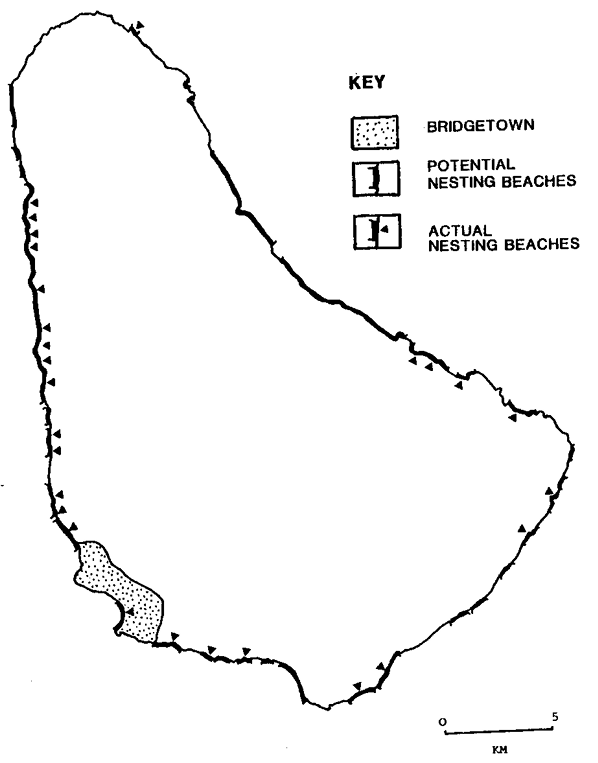 KEY
BRIDGETOWN
POTENTIAL
NESTING BEACHES
ACTUAL
NESTING BEACHES
0 5
KM